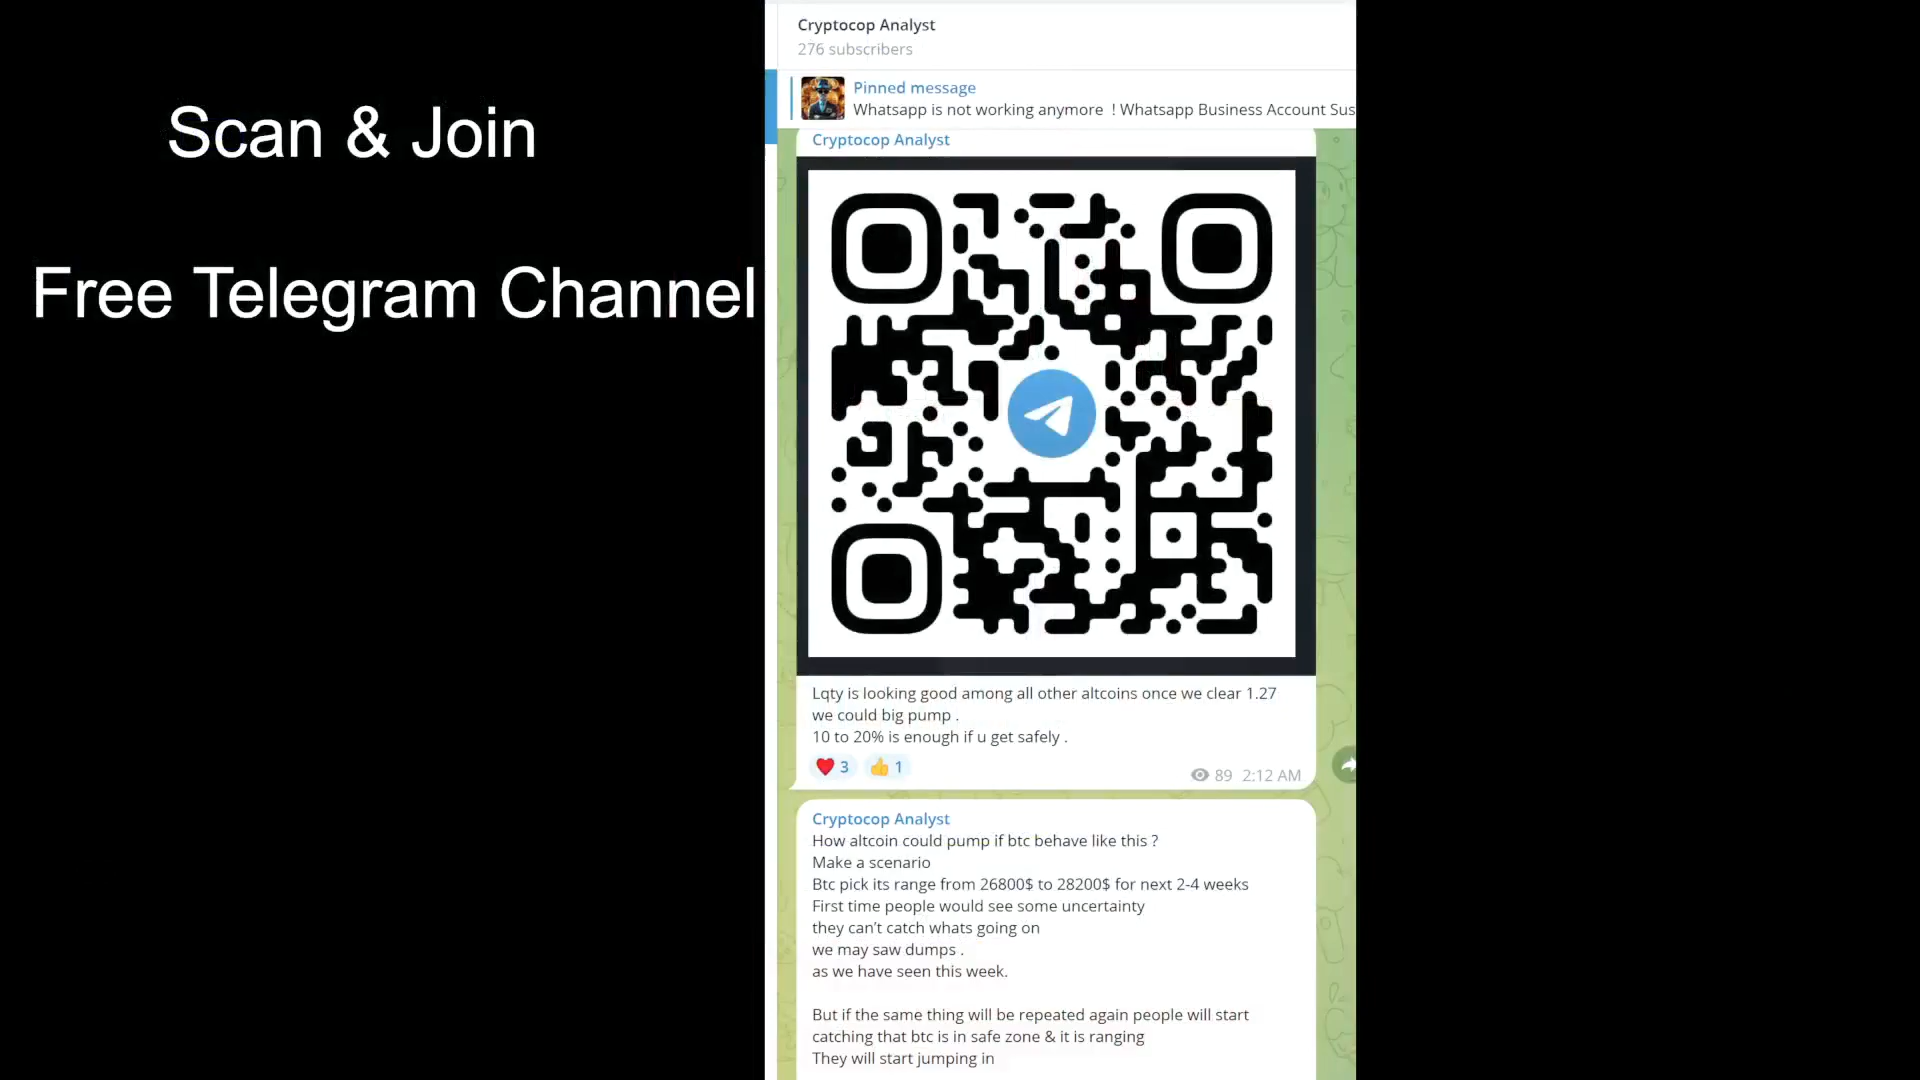 Scan & Join
Free Telegram Channel
Cryptocop Analyst
276 subscribers
Pinned message
Whatsapp is not working anymore ! Whatsapp Business Account Sus
Cryptocop Analyst
Lqty is looking good among all other altcoins once we clear 1.27
we could big pump .
10 to 20% is enough if u get safely .
3 1
89 2:12 AM
Cryptocop Analyst
How altcoin could pump if btc behave like this ?
Make a scenario
Btc pick its range from 26800$ to 28200$ for next 2-4 weeks
First time people would see some uncertainty
they can't catch whats going on
we may saw dumps .
as we have seen this week.
But if the same thing will be repeated again people will start
catching that btc is in safe zone & it is ranging
They will start jumping in